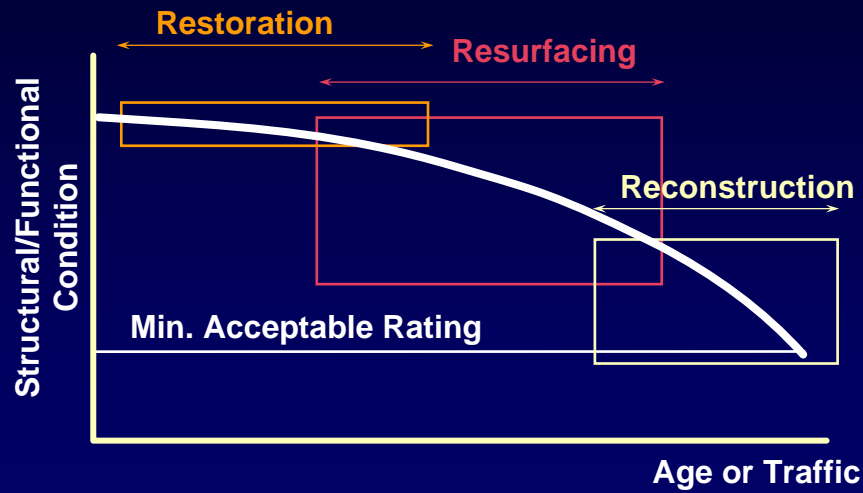 Restoration
Resurfacing
Reconstruction
Structural/Functional
Condition
Min. Acceptable Rating
Age or Traffic